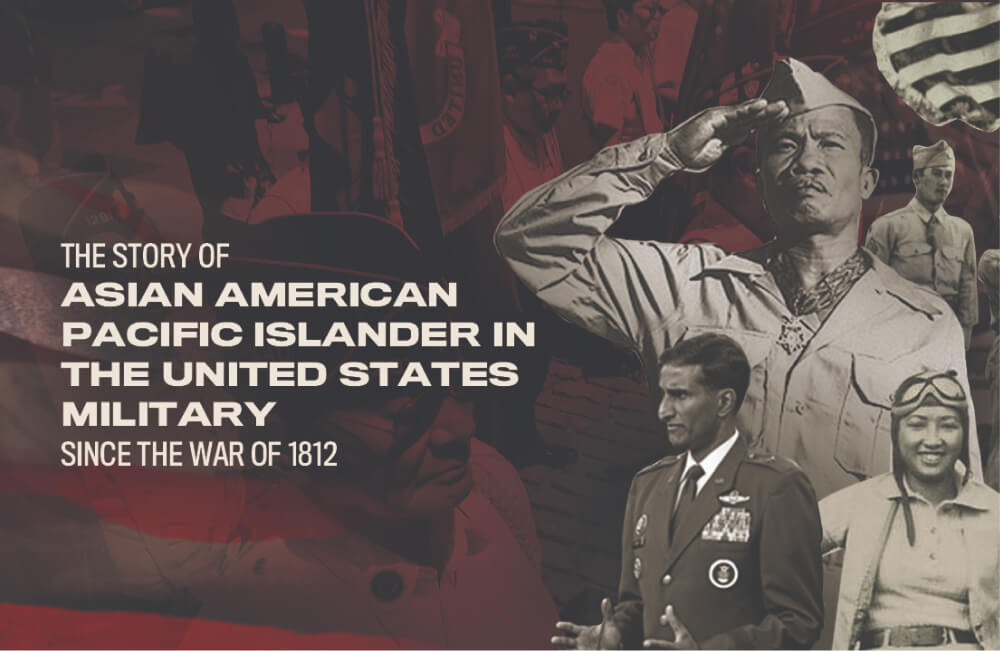 THE STORY OF
ASIAN AMERICAN
PACIFIC ISLANDER IN
THE UNITED STATES
MILITARY
SINCE THE WAR OF 1812